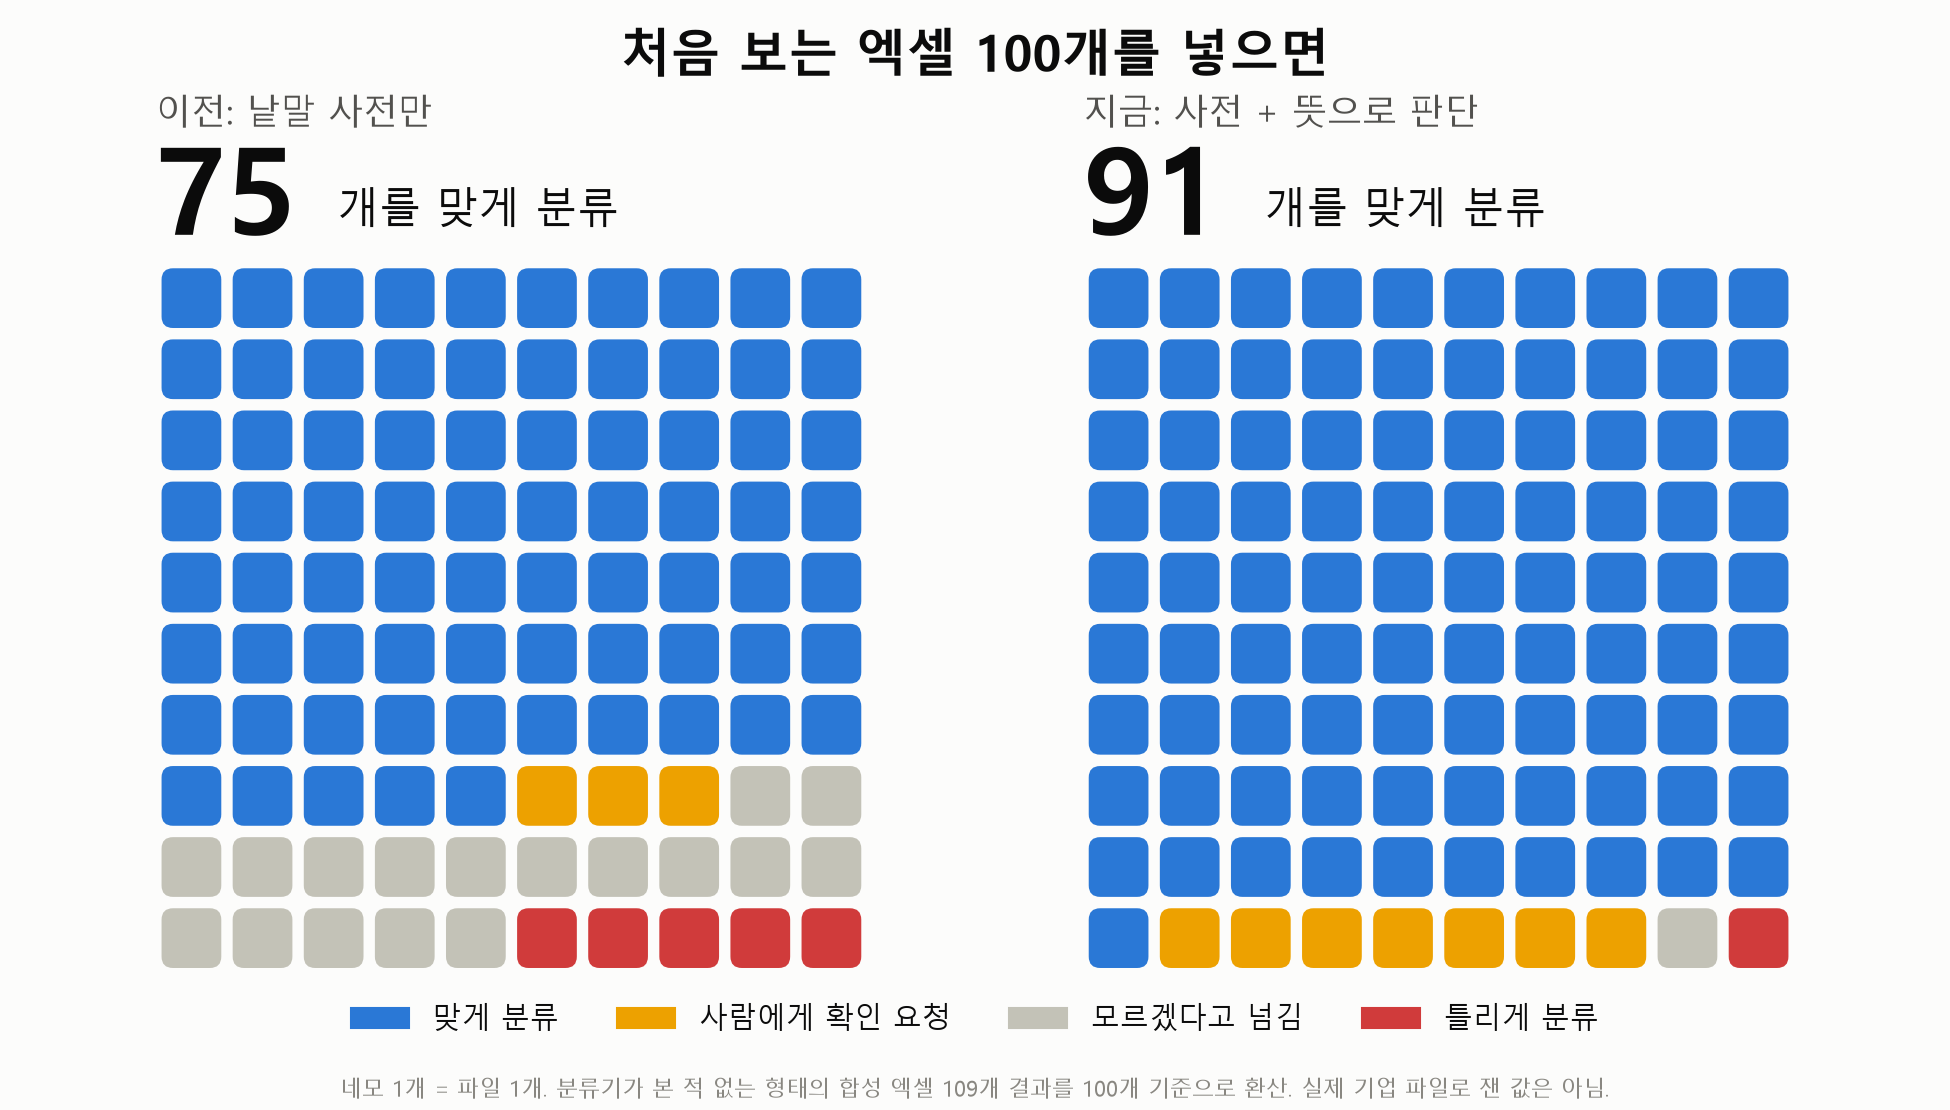 처음 보는 엑셀 100개를 넣으면
이전: 낱말 사전만
75 개를 맞게 분류
지금: 사전 + 뜻으로 판단
91 개를 맞게 분류
맞게 분류
사람에게 확인 요청
모르겠다고 넘김
틀리게 분류
네모 1개 = 파일 1개. 분류기가 본 적 없는 형태의 합성 엑셀 109개 결과를 100개 기준으로 환산. 실제 기업 파일로 잰 값은 아님.